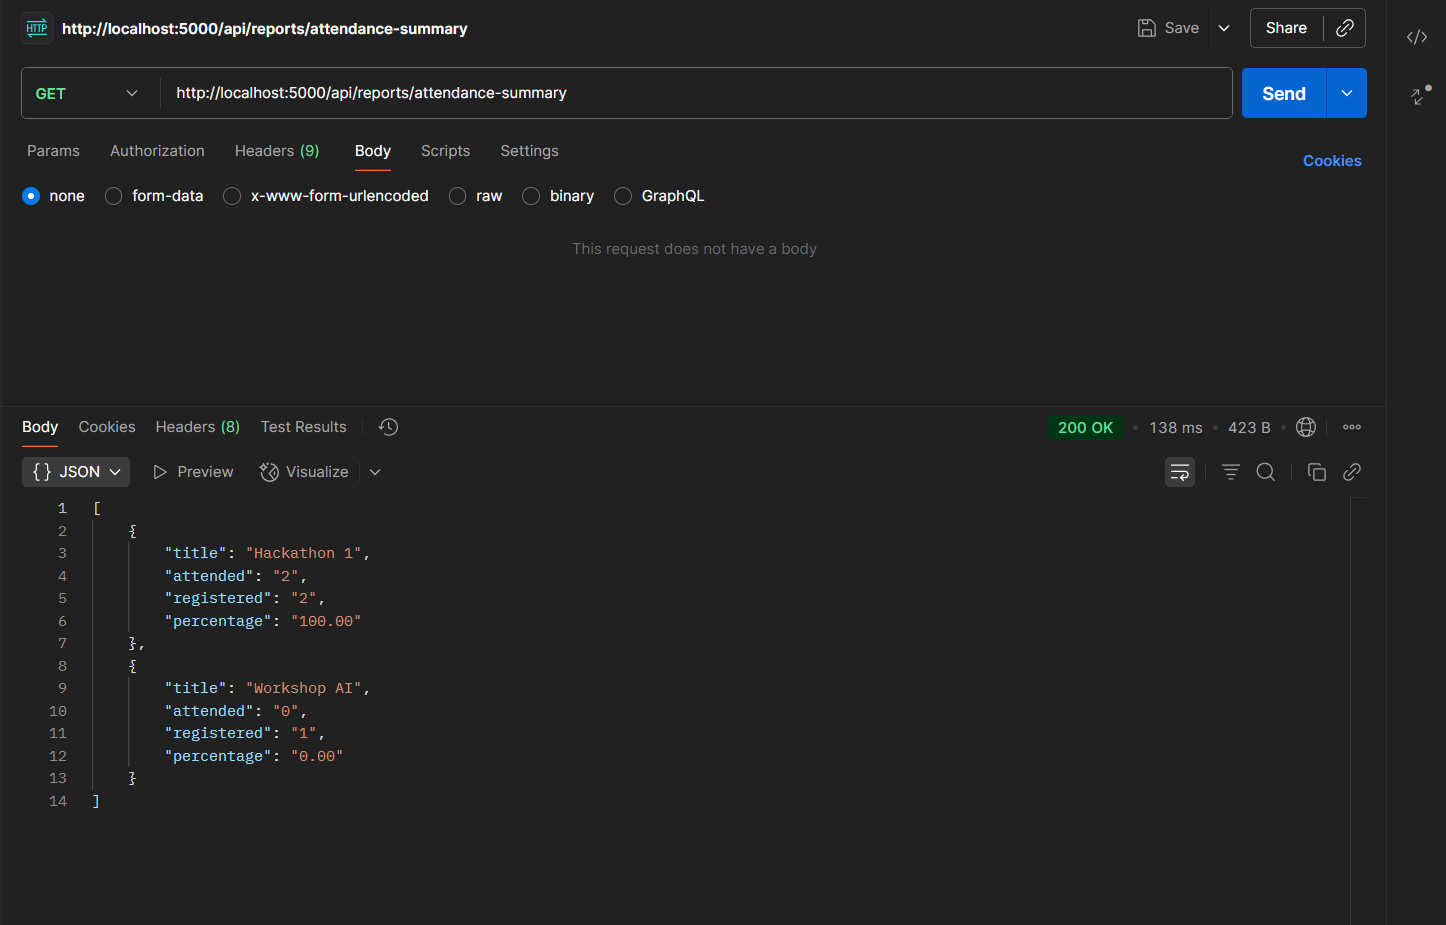 HTTP http://localhost:5000/api/reports/attendance-summary Save Share
GET http://localhost:5000/api/reports/attendance-summary Send
Params Authorization Headers (9) Body Scripts Settings Cookies
none form-data x-www-form-urlencoded raw binary GraphQL
This request does not have a body
Body Cookies Headers (8) Test Results 200 OK • 138 ms • 423 B •
{} JSON Preview Visualize
1 [
2 {
3 "title": "Hackathon 1",
4 "attended": "2",
5 "registered": "2",
6 "percentage": "100.00"
7 },
8 {
9 "title": "Workshop AI",
10 "attended": "0",
11 "registered": "1",
12 "percentage": "0.00"
13 }
14 ]